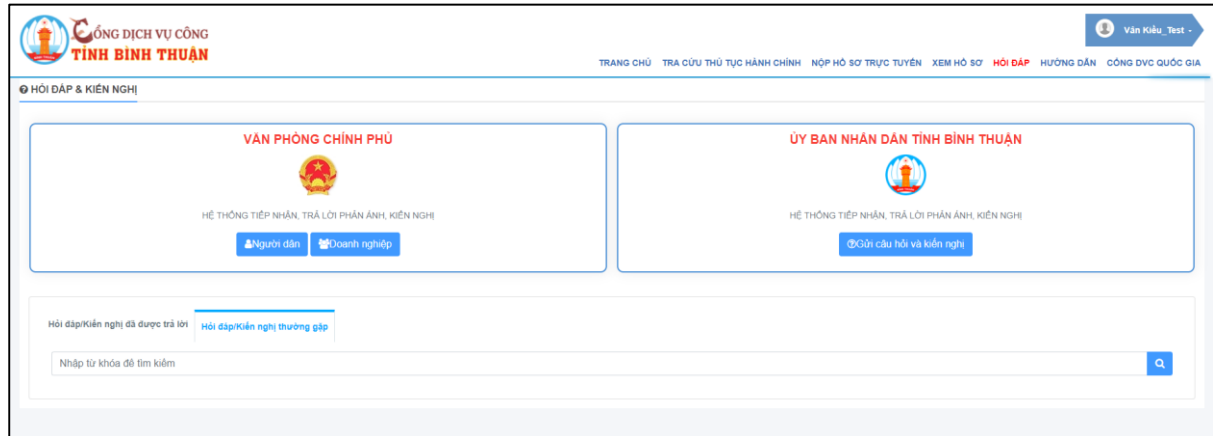 CỔNG DỊCH VỤ CÔNG
TỈNH BÌNH THUẬN
Văn Kiều_Test
TRANG CHỦ TRA CỨU THỦ TỤC HÀNH CHÍNH NỘP HỒ SƠ TRỰC TUYẾN XEM HỒ SƠ HỎI ĐÁP HƯỚNG DẪN CỔNG DVC QUỐC GIA
HỎI ĐÁP & KIẾN NGHỊ
VĂN PHÒNG CHÍNH PHỦ
HỆ THỐNG TIẾP NHẬN, TRẢ LỜI PHẢN ÁNH, KIẾN NGHỊ
Người dân Doanh nghiệp
ỦY BAN NHÂN DÂN TỈNH BÌNH THUẬN
HỆ THỐNG TIẾP NHẬN, TRẢ LỜI PHẢN ÁNH, KIẾN NGHỊ
Gửi câu hỏi và kiến nghị
Hỏi đáp/Kiến nghị đã được trả lời Hỏi đáp/Kiến nghị thường gặp
Nhập từ khóa để tìm kiếm